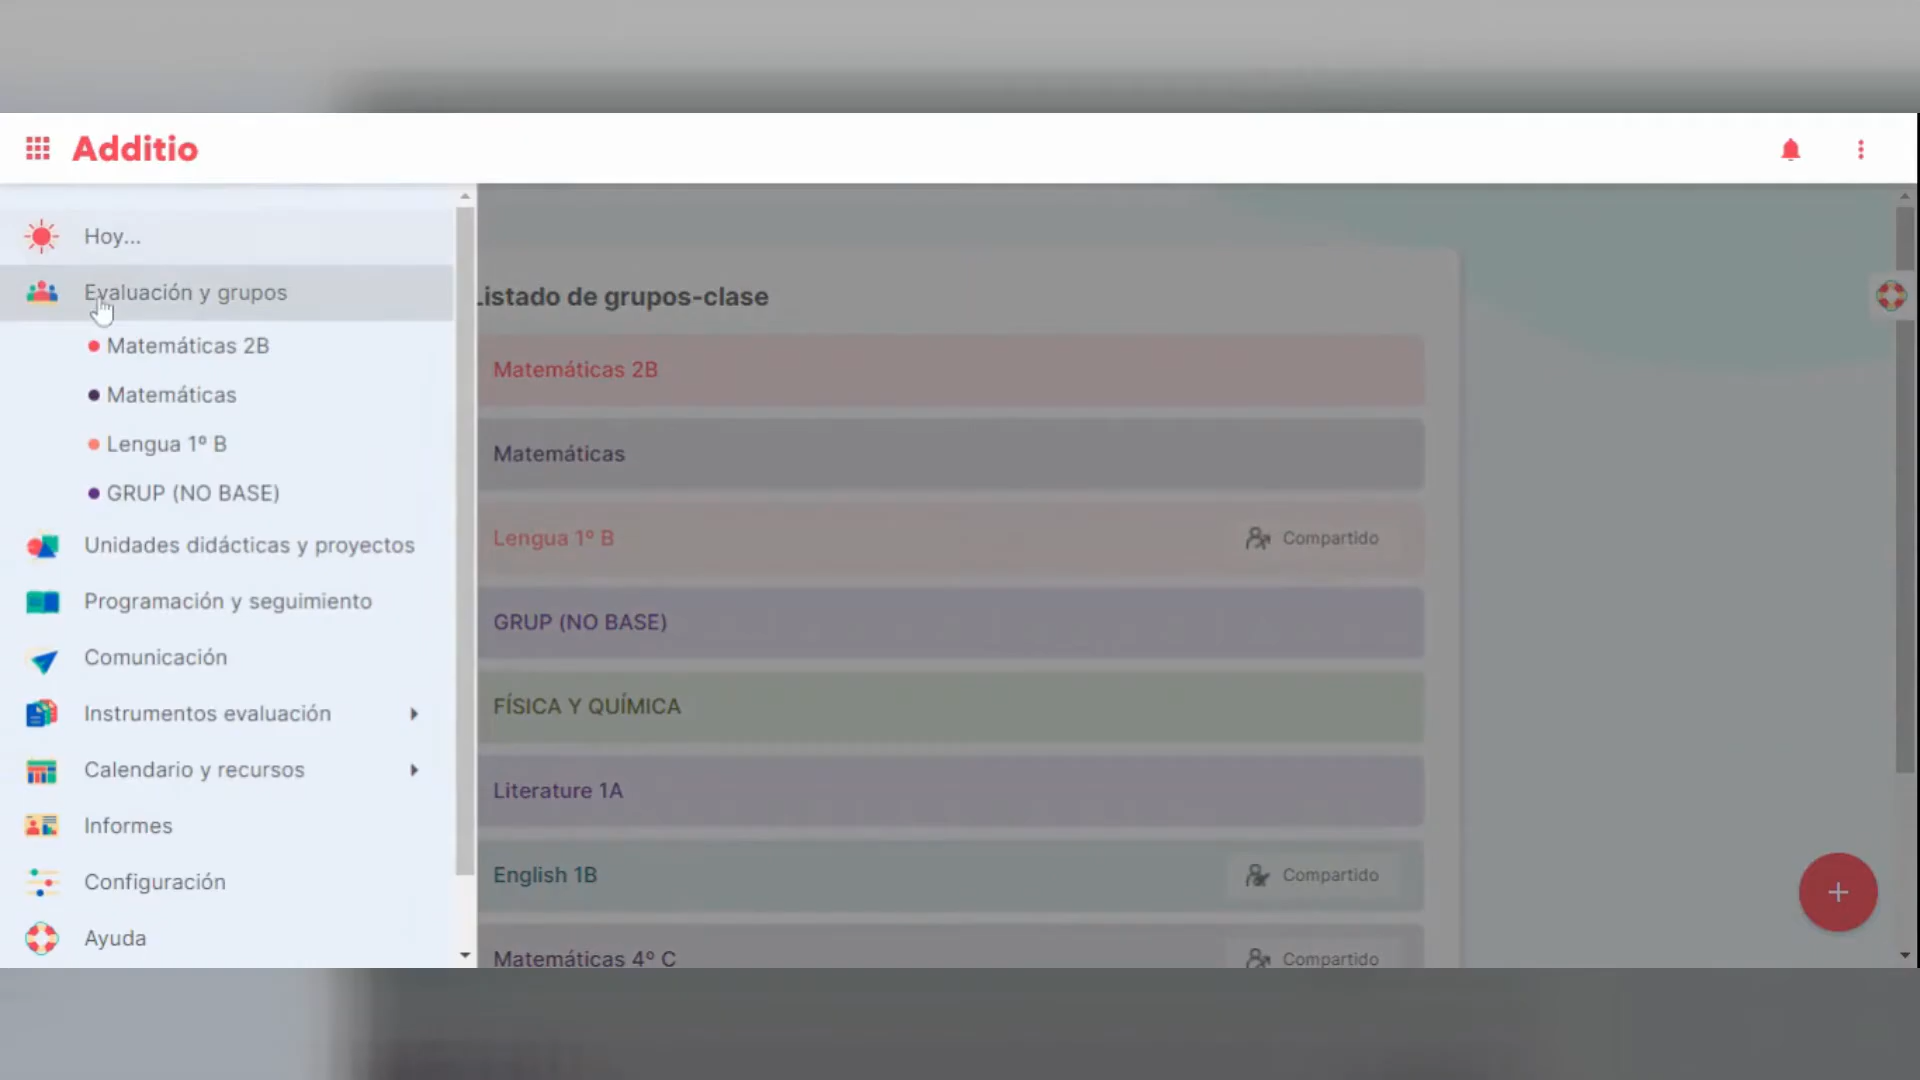 Additio
Hoy...
Evaluación y grupos
Matemáticas 2B
Matemáticas
Lengua 1º B
GRUP (NO BASE)
Unidades didácticas y proyectos
Programación y seguimiento
Comunicación
Instrumentos evaluación
Calendario y recursos
Informes
Configuración
Ayuda
Listado de grupos-clase
Matemáticas 2B
Matemáticas
Lengua 1º B Compartido
GRUP (NO BASE)
FÍSICA Y QUÍMICA
Literature 1A
English 1B Compartido
Matemáticas 4º C Compartido